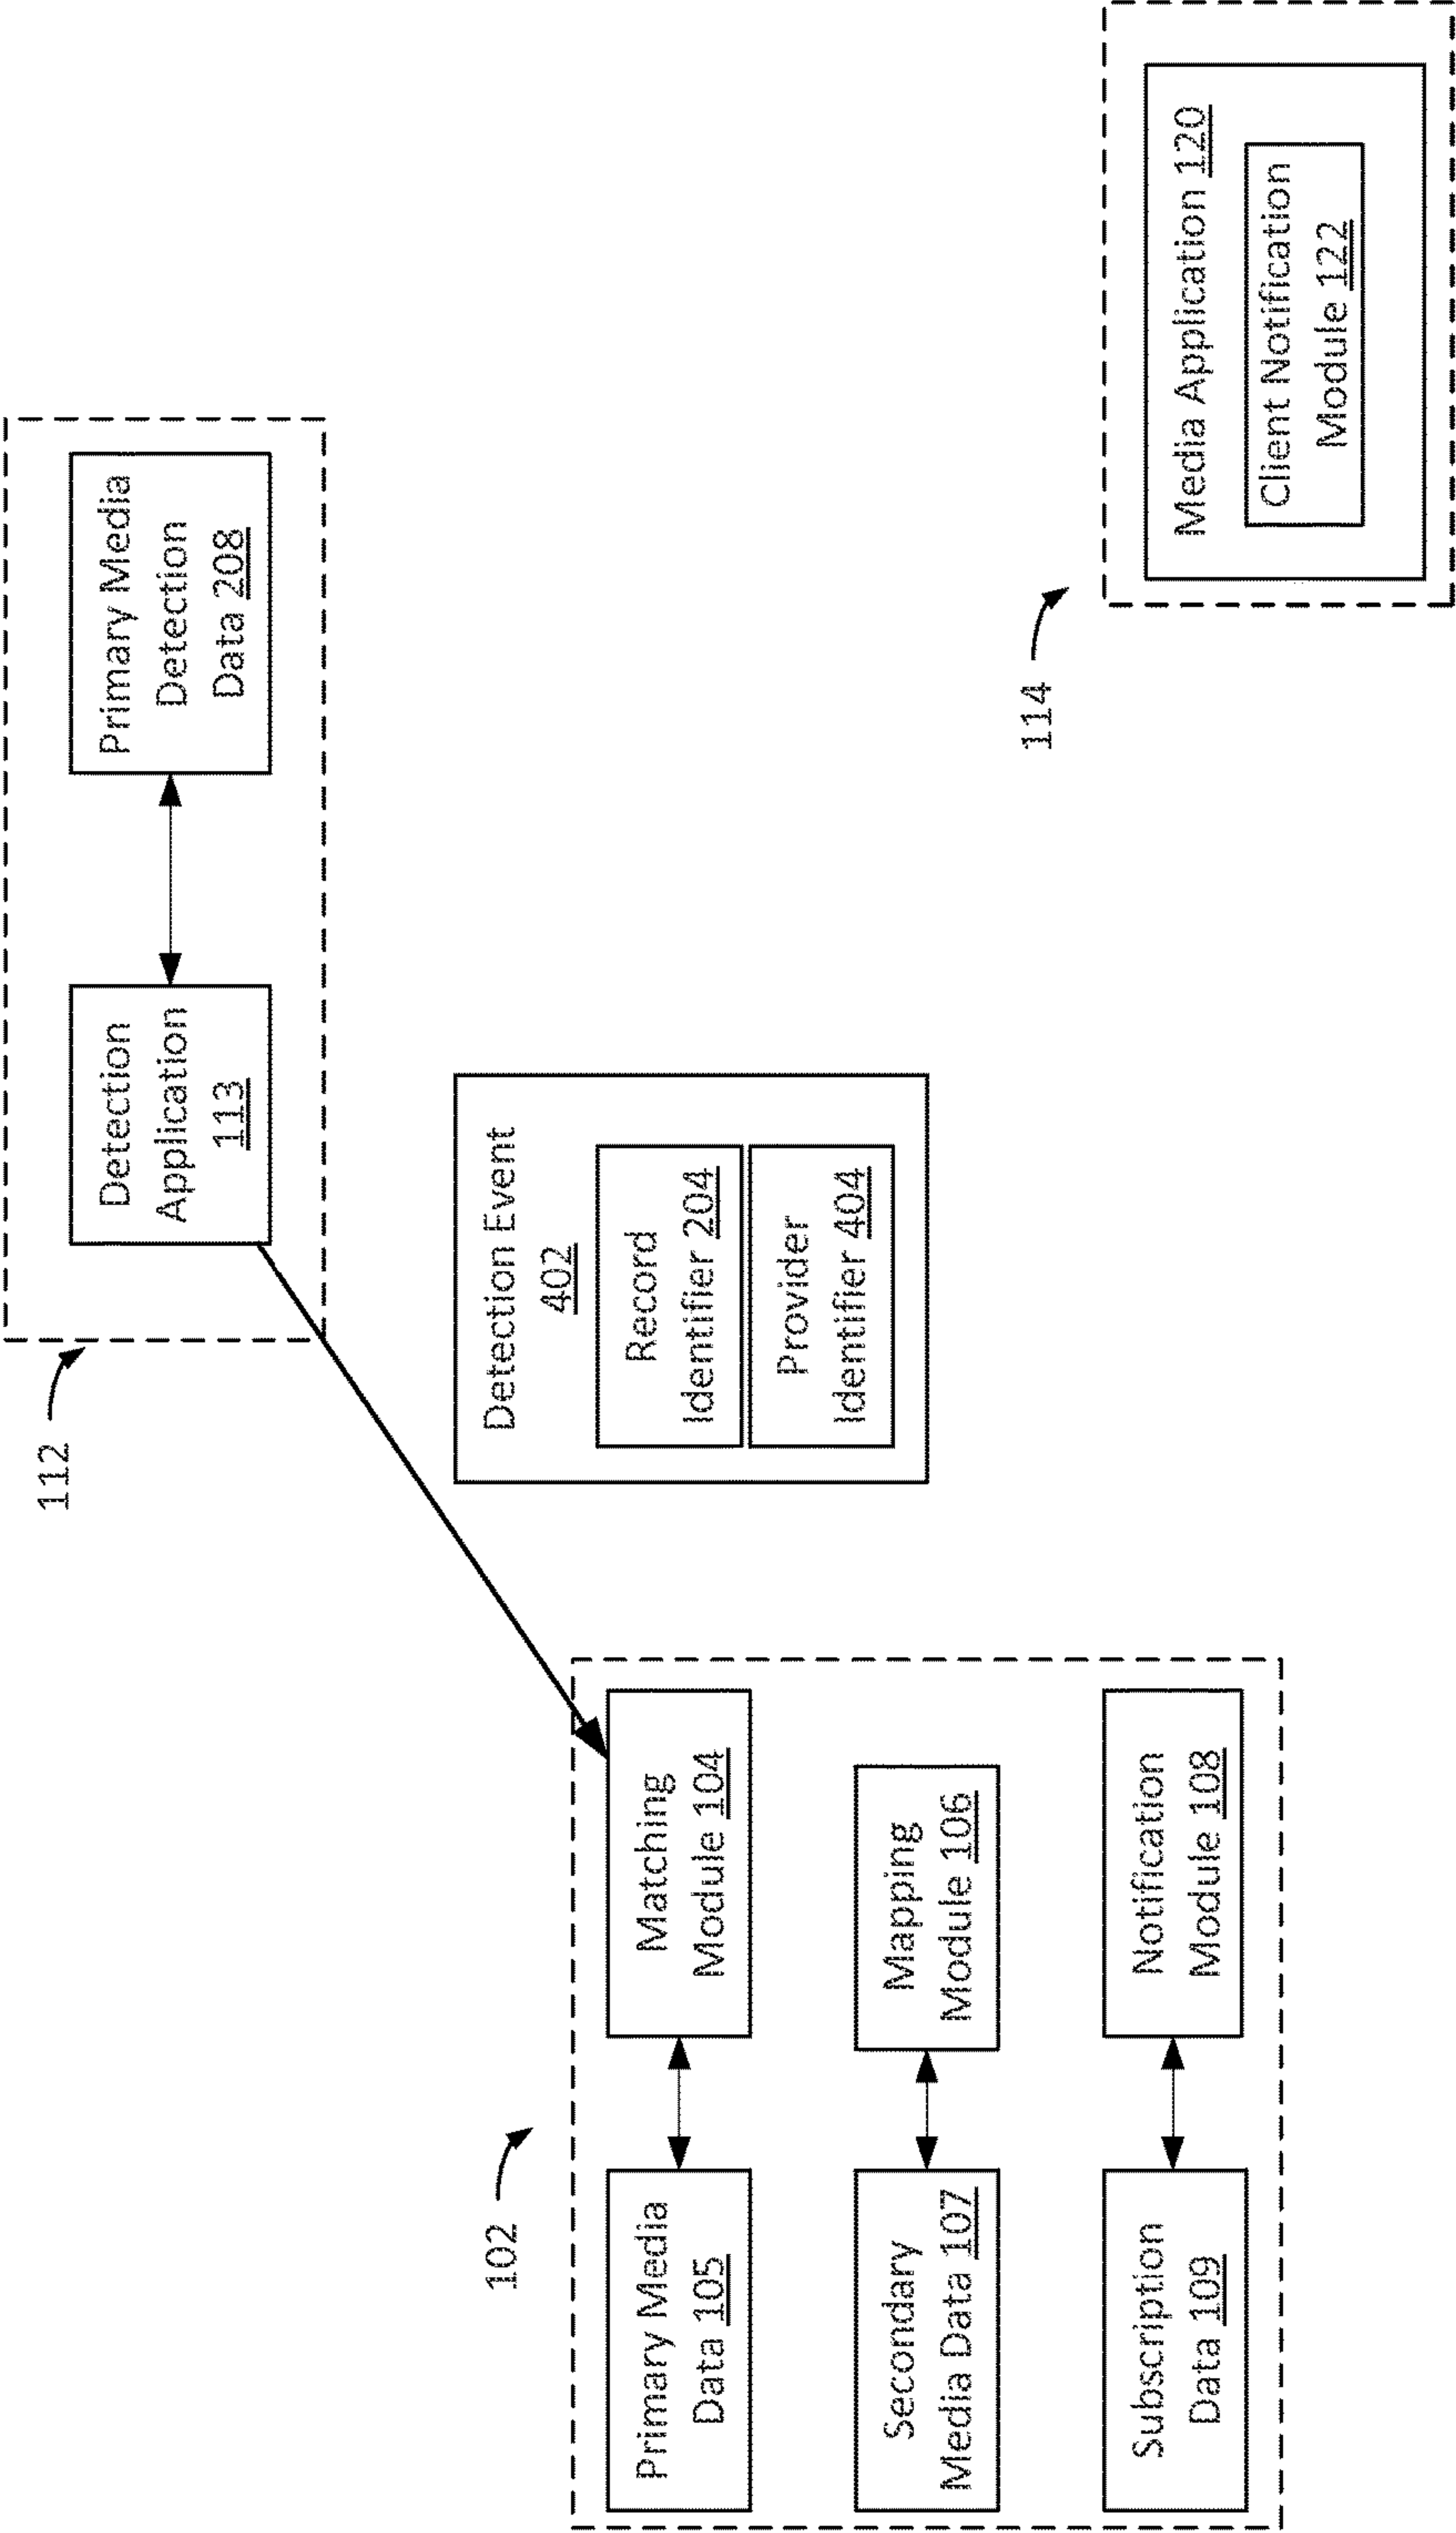 112
Detection
Application
113
Primary Media
Detection
Data 208
Detection Event
402
Record
Identifier 204
Provider
Identifier 404
102
Primary Media
Data 105
Matching
Module 104
Secondary
Media Data 107
Mapping
Module 106
Subscription
Data 109
Notification
Module 108
114
Media Application 120
Client Notification
Module 122